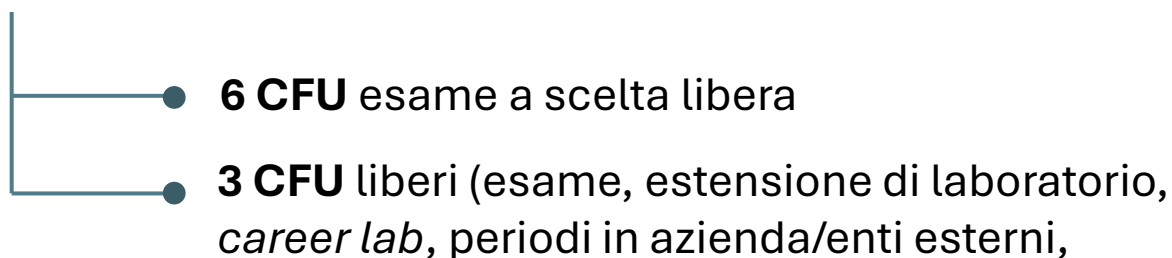 6 CFU esame a scelta libera
3 CFU liberi (esame, estensione di laboratorio,
career lab, periodi in azienda/enti esterni,